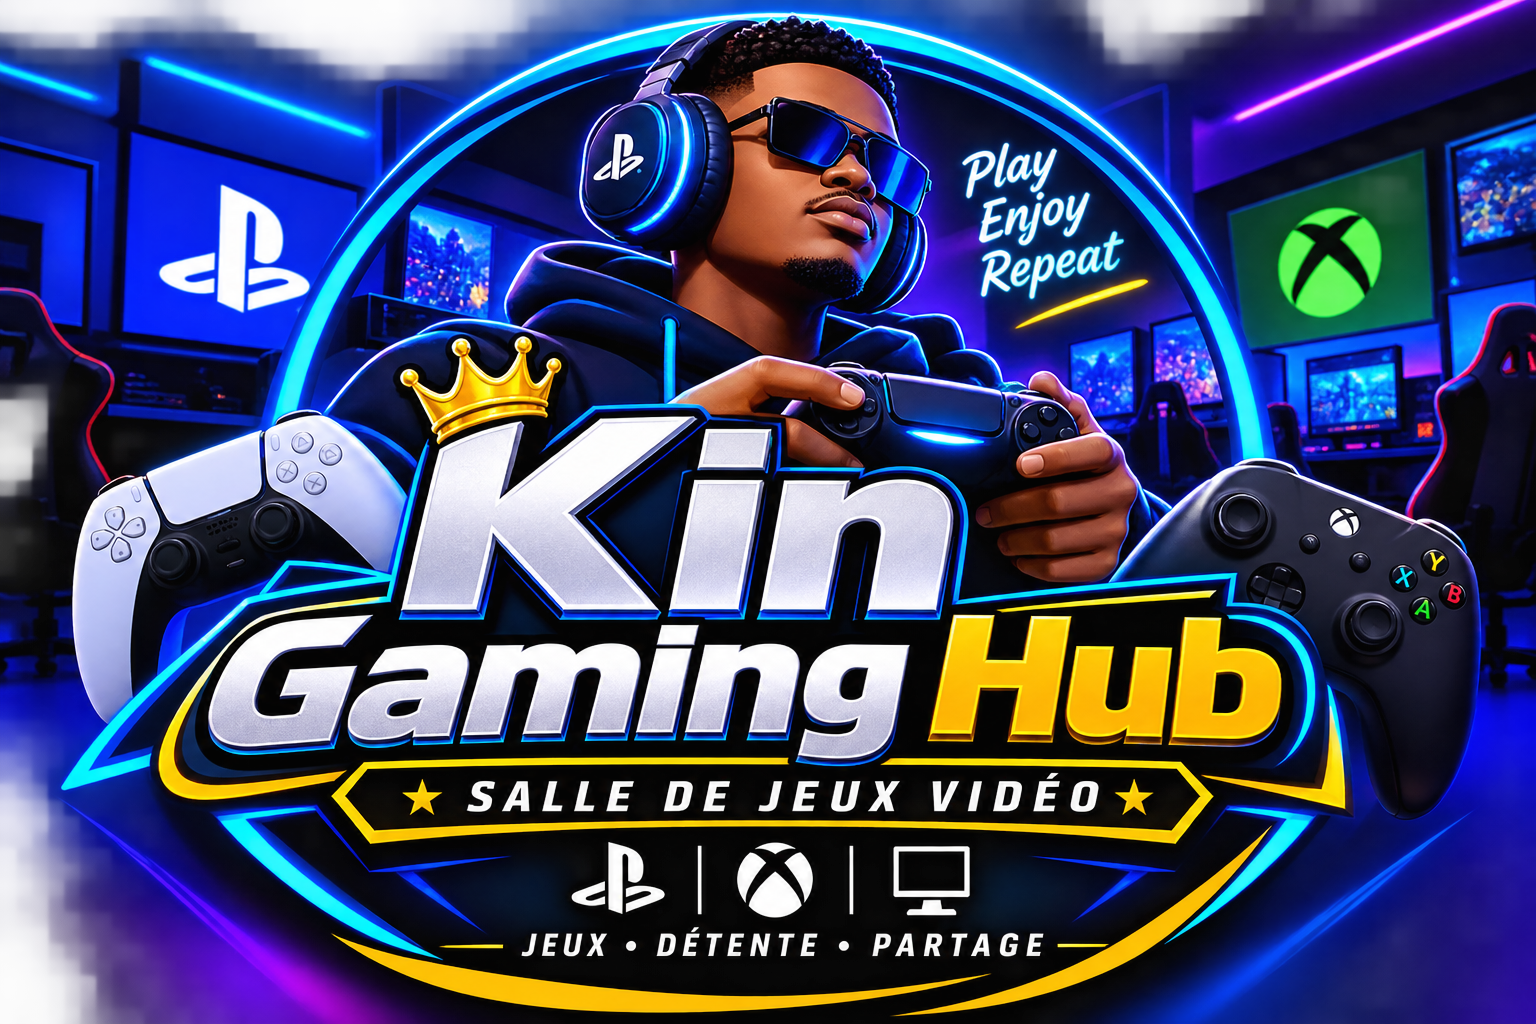 Play
Enjoy
Repeat
Kin
Gaming Hub
SALLE DE JEUX VIDÉO
JEUX • DÉTENTE • PARTAGE
X
Y
B
A